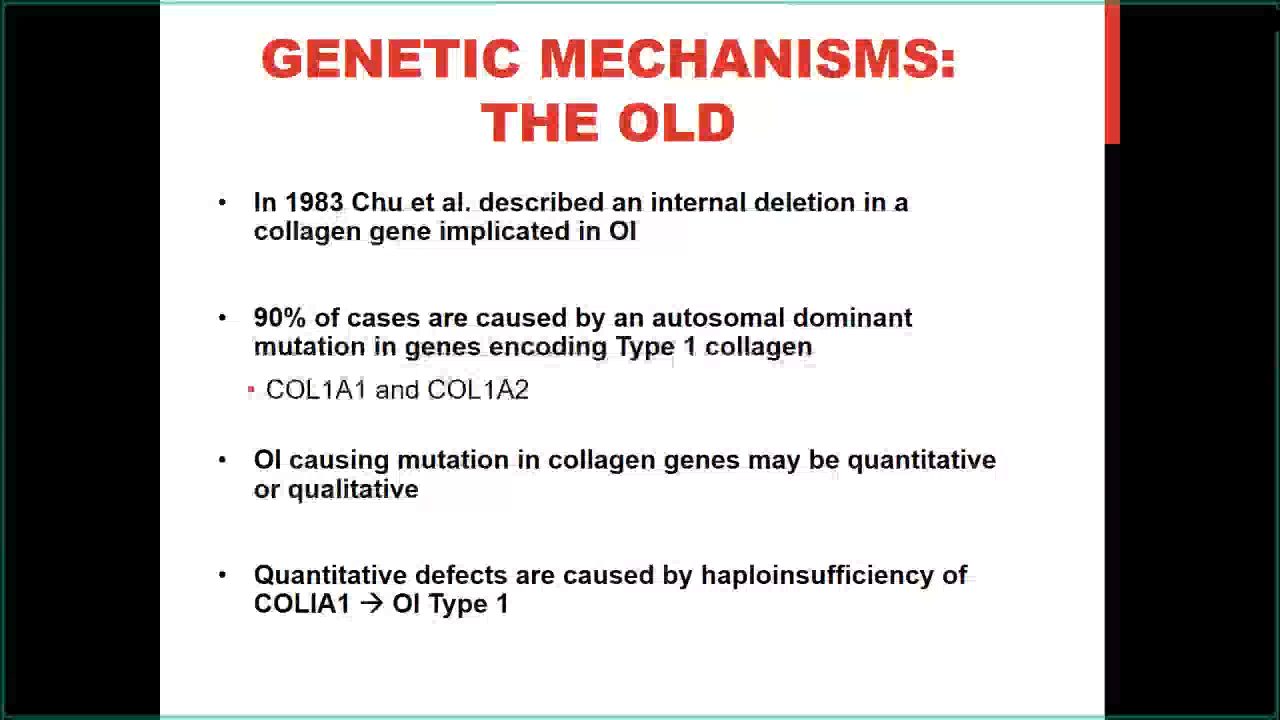 GENETIC MECHANISMS:
THE OLD
• In 1983 Chu et al. described an internal deletion in a
collagen gene implicated in OI
• 90% of cases are caused by an autosomal dominant
mutation in genes encoding Type 1 collagen
▪ COL1A1 and COL1A2
• OI causing mutation in collagen genes may be quantitative
or qualitative
• Quantitative defects are caused by haploinsufficiency of
COLIA1 → OI Type 1